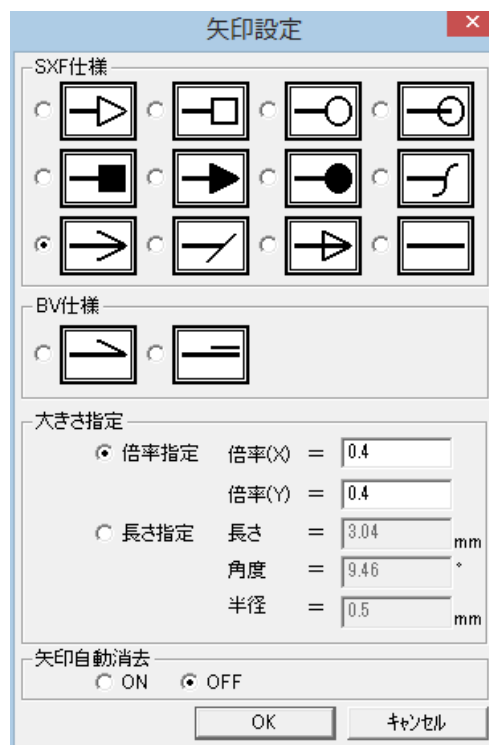 矢印設定
SXF仕様
BV仕様
大きさ指定
倍率指定 倍率(X) = 0.4
倍率(Y) = 0.4
長さ指定 長さ = 3.04 mm
角度 = 9.46 °
半径 = 0.5 mm
矢印自動消去
ON OFF
OK ｷｬﾝｾﾙ